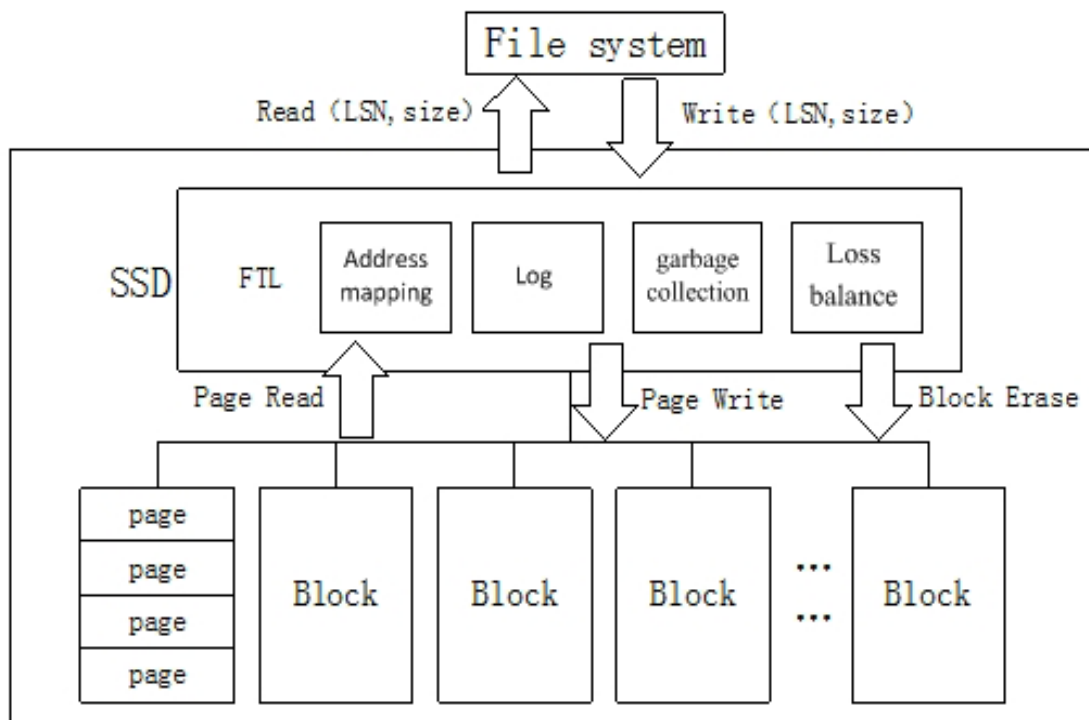 File system
Read (LSN, size)
Write (LSN, size)
SSD
FTL
Address
mapping
Log
garbage
collection
Loss
balance
Page Read
Page Write
Block Erase
page
page
page
page
Block
Block
Block
...
...
Block